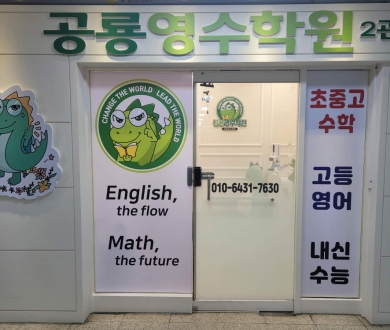 공룡영수학원 2관
CHANGE THE WORLD LEAD THE WORLD
English,
the flow
Math,
the future
010-6431-7630
초중고
수학
고등
영어
내신
수능